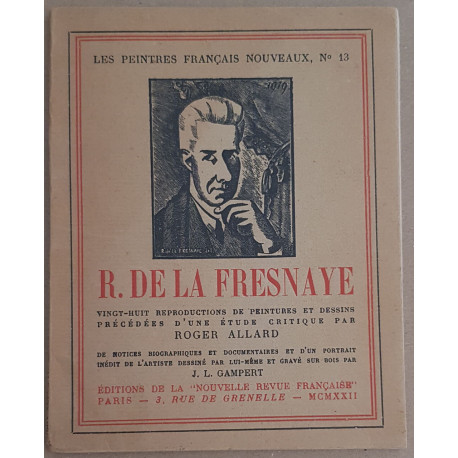 LES PEINTRES FRANÇAIS NOUVEAUX, Nº 13
1919
R. DE LA FRESNAYE
VINGT-HUIT REPRODUCTIONS DE PEINTURES ET DESSINS
PRÉCÉDÉES D'UNE ÉTUDE CRITIQUE PAR
ROGER ALLARD
DE NOTICES BIOGRAPHIQUES ET DOCUMENTAIRES ET D'UN PORTRAIT
INÉDIT DE L'ARTISTE DESSINÉ PAR LUI-MÊME ET GRAVÉ SUR BOIS PAR
J. L. GAMPERT
ÉDITIONS DE LA "NOUVELLE REVUE FRANÇAISE"
PARIS — 3, RUE DE GRENELLE — MCMXXII